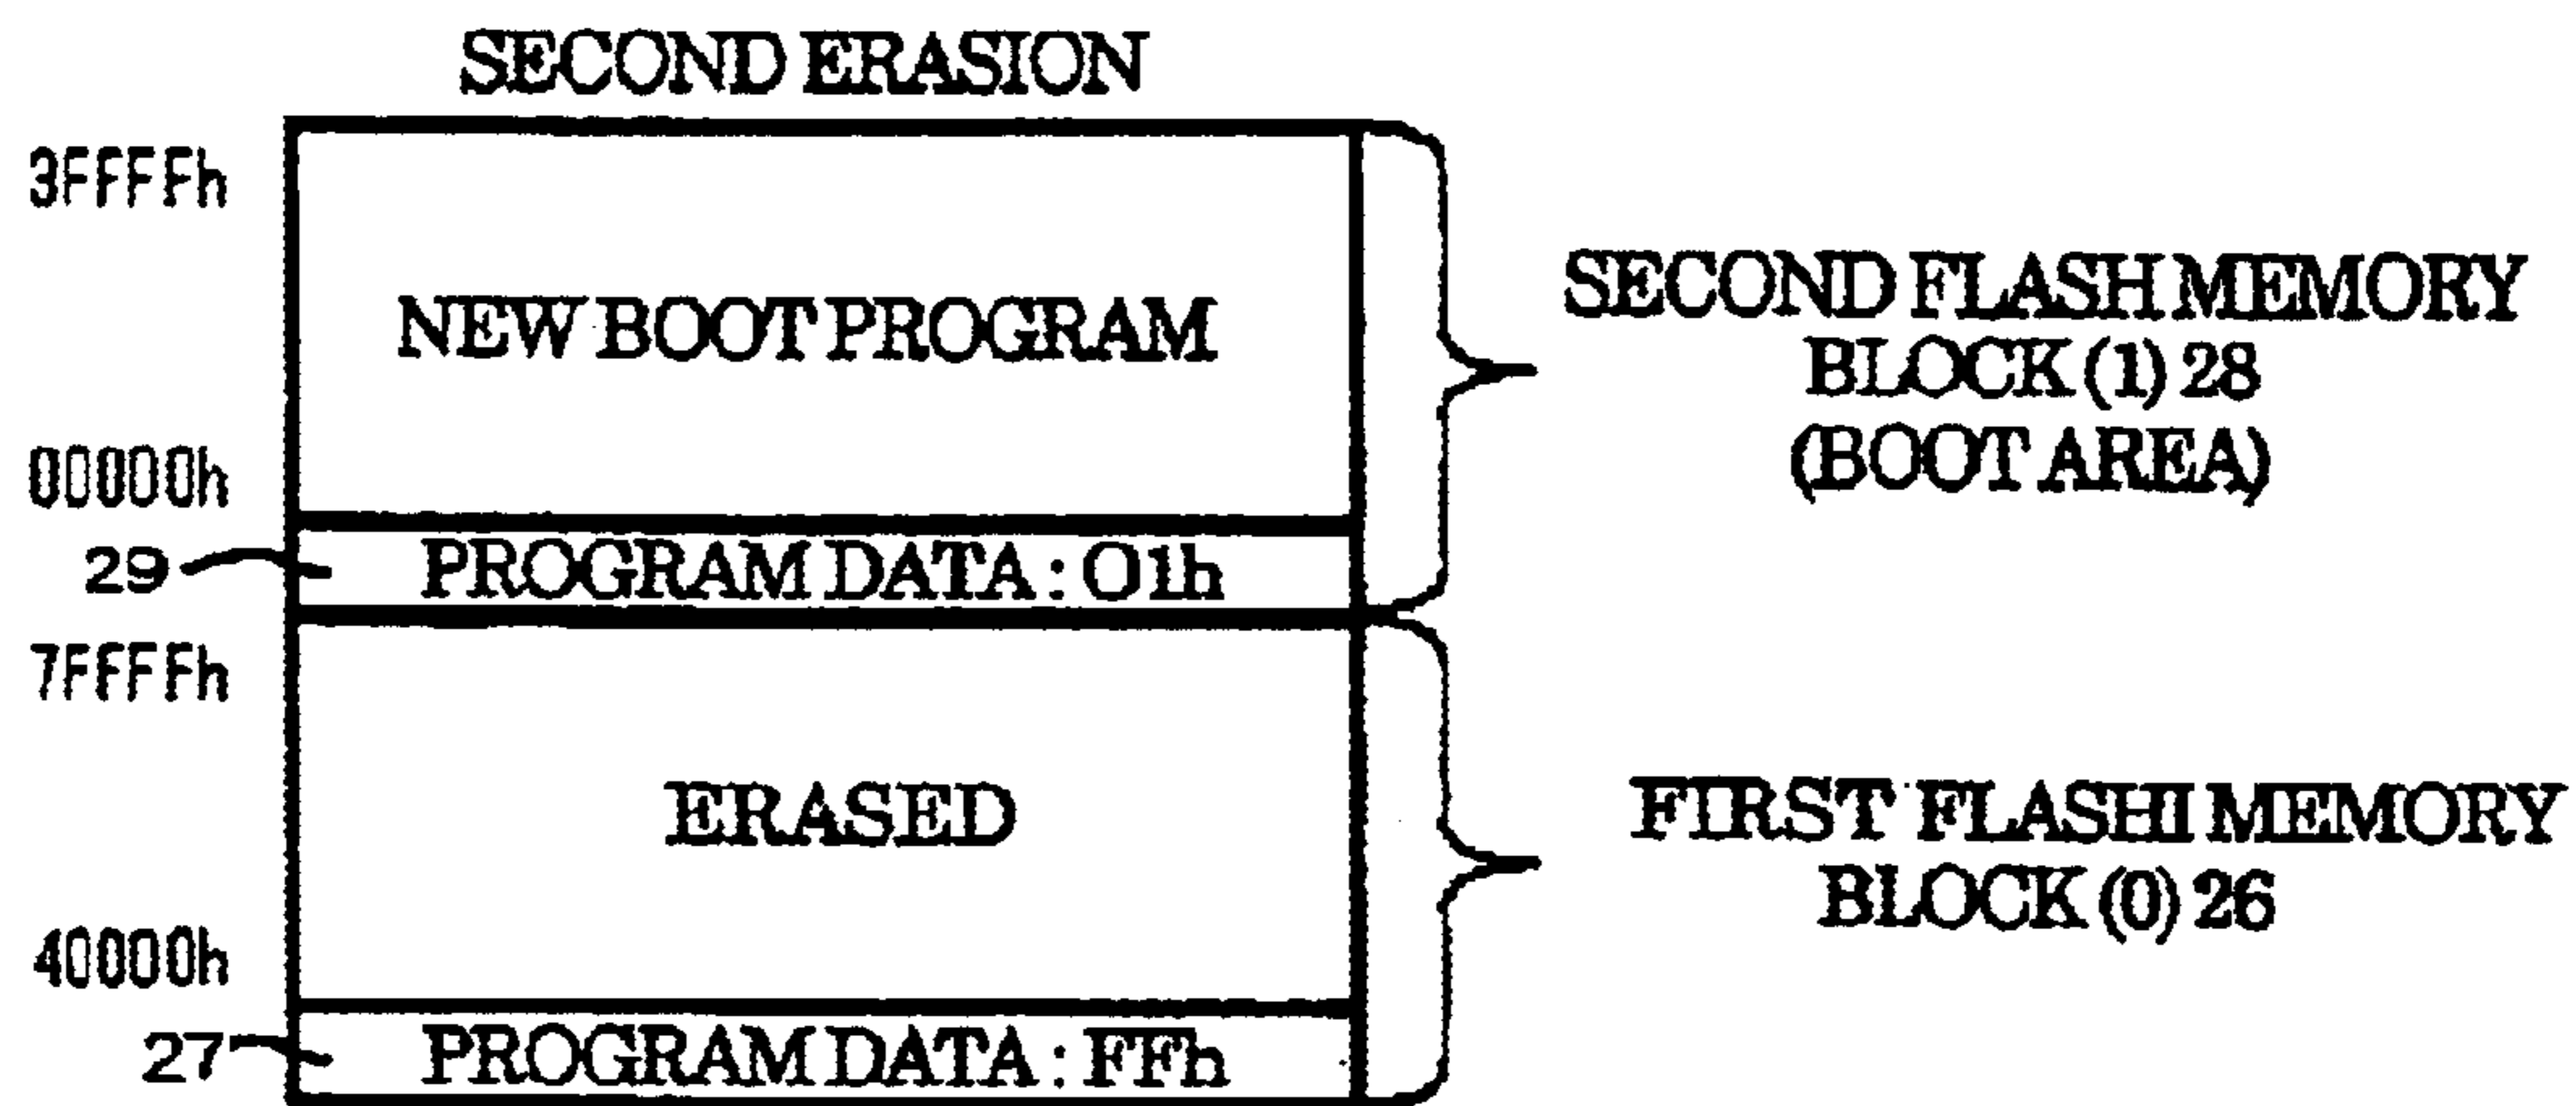 SECOND ERASION
3FFFFh
NEW BOOT PROGRAM
00000h
29
PROGRAM DATA : 01h
SECOND FLASH MEMORY
BLOCK (1) 28
(BOOT AREA)
7FFFFh
ERASED
40000h
27
PROGRAM DATA : FFh
FIRST FLASHI MEMORY
BLOCK (0) 26